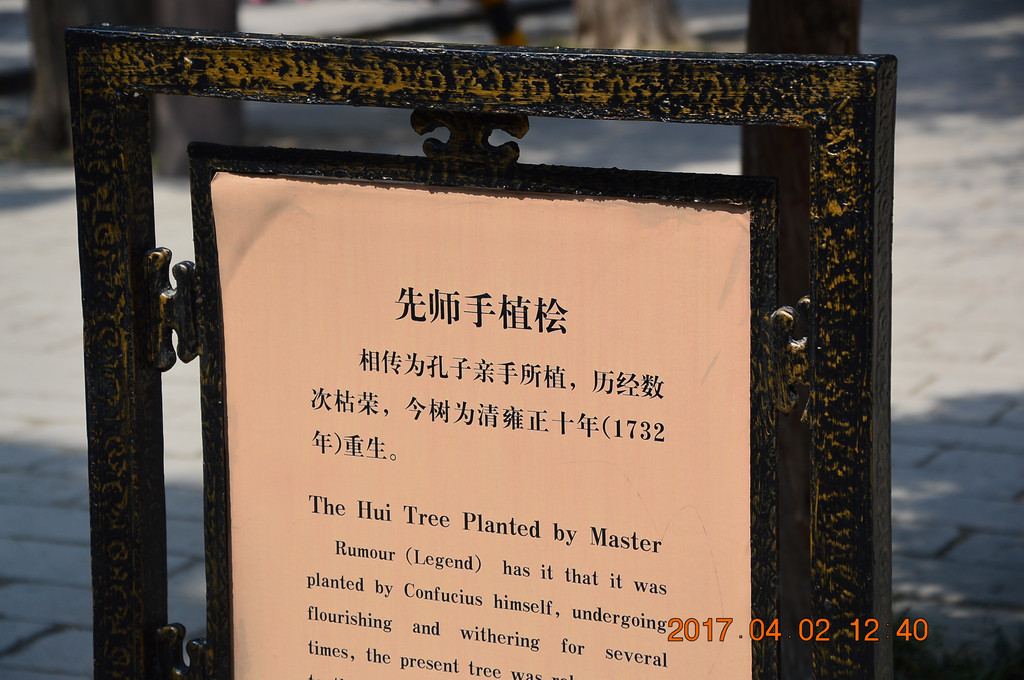 先师手植桧
相传为孔子亲手所植，历经数
次枯荣，今树为清雍正十年(1732
年)重生。
The Hui Tree Planted by Master
Rumour (Legend) has it that it was
planted by Confucius himself, undergoing
flourishing and withering for several
times, the present tree was
2017.04 02 12 40